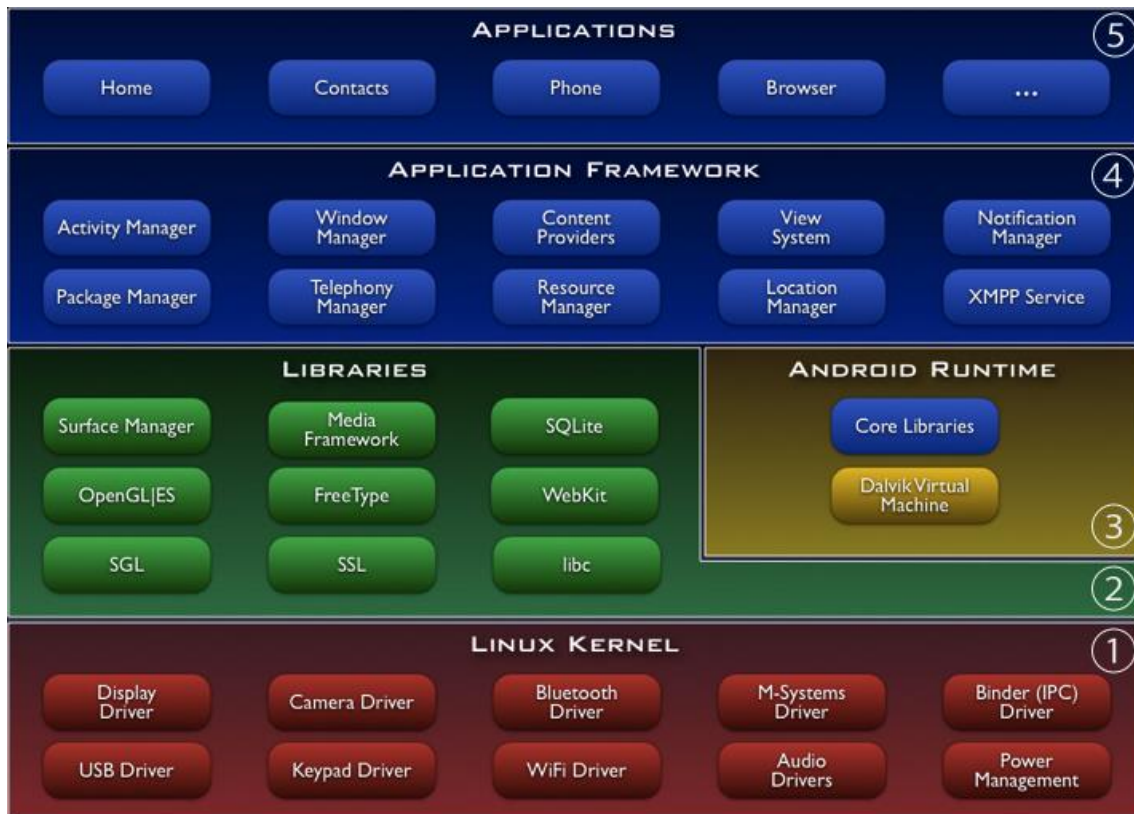 APPLICATIONS
⑤
Home
Contacts
Phone
Browser
...
APPLICATION FRAMEWORK
④
Activity Manager
Window
Manager
Content
Providers
View
System
Notification
Manager
Package Manager
Telephony
Manager
Resource
Manager
Location
Manager
XMPP Service
LIBRARIES
Surface Manager
Media
Framework
SQLite
OpenGL|ES
FreeType
WebKit
SGL
SSL
libc
②
ANDROID RUNTIME
Core Libraries
Dalvik Virtual
Machine
③
LINUX KERNEL
①
Display
Driver
Camera Driver
Bluetooth
Driver
M-Systems
Driver
Binder (IPC)
Driver
USB Driver
Keypad Driver
WiFi Driver
Audio
Drivers
Power
Management